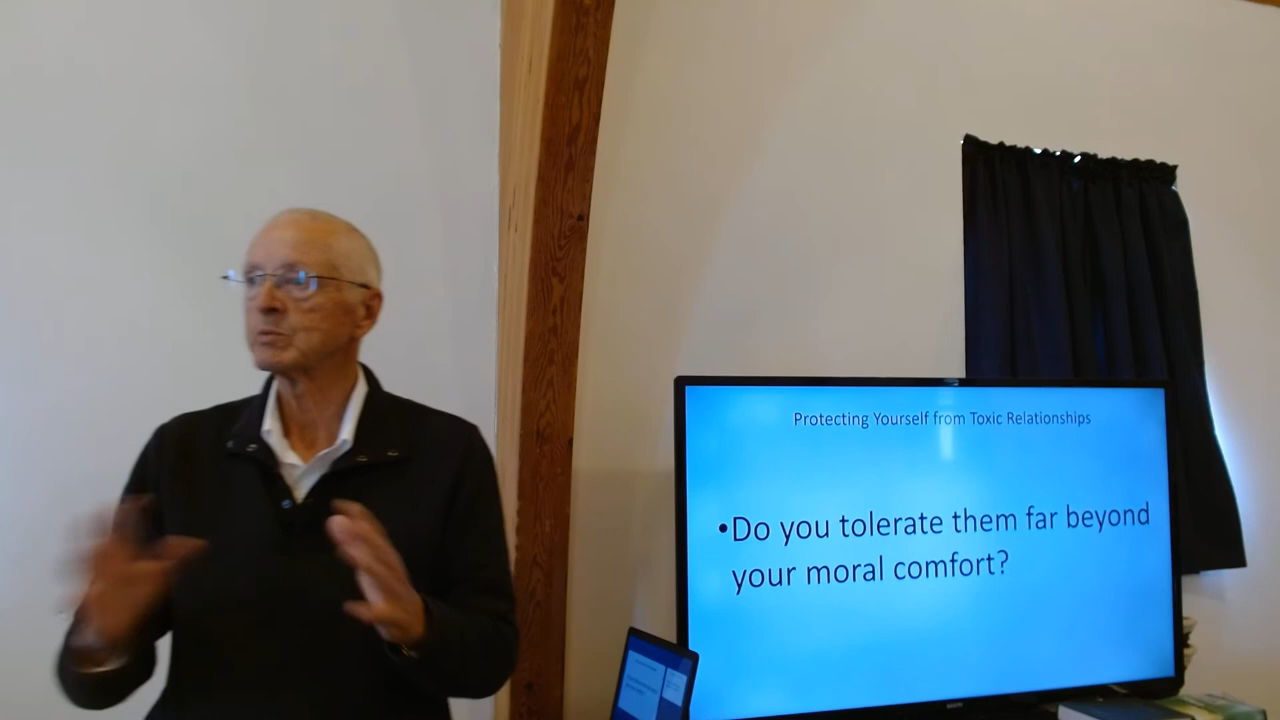 Protecting Yourself from Toxic Relationships
•Do you tolerate them far beyond
your moral comfort?